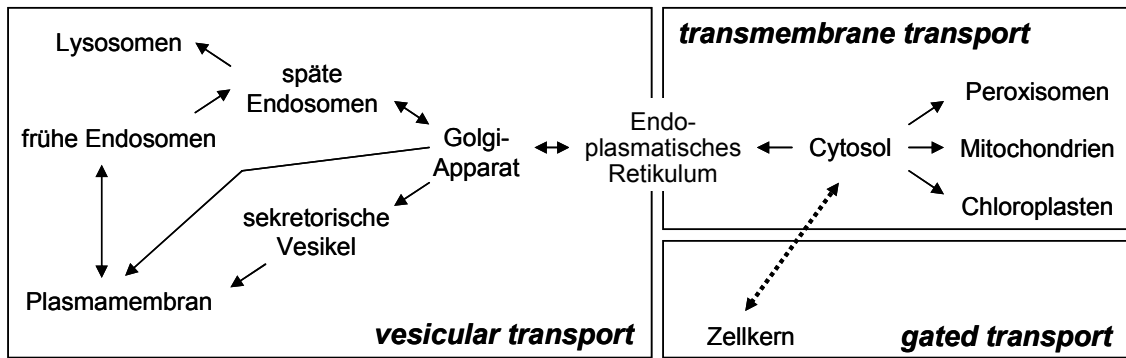 Lysosomen
späte
Endosomen
frühe Endosomen
Golgi-
Apparat
sekretorische
Vesikel
Plasmamembran
vesicular transport
Endo-
plasmatisches
Retikulum
transmembrane transport
Cytosol
Peroxisomen
Mitochondrien
Chloroplasten
Zellkern
gated transport